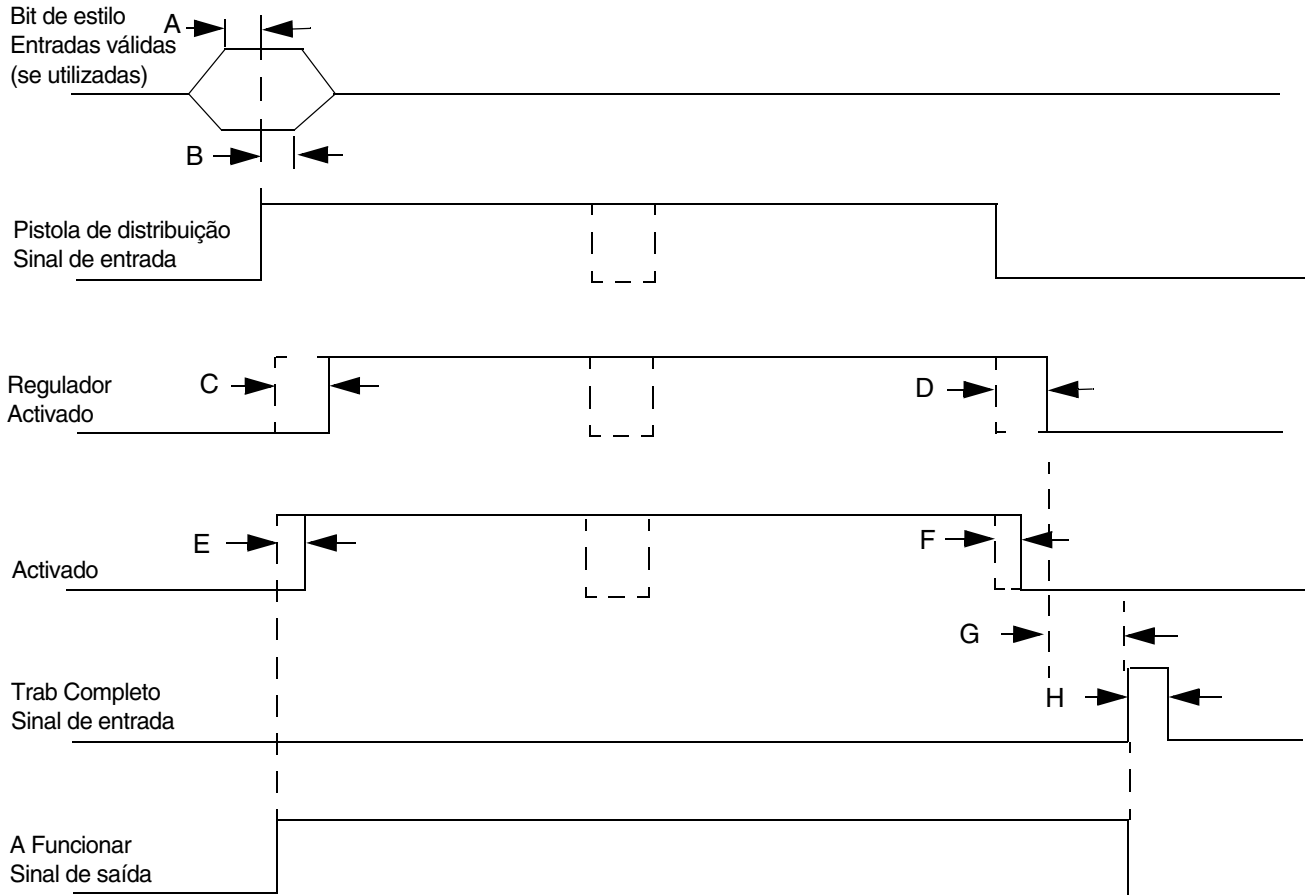 Bit de estilo
Entradas válidas
(se utilizadas)
A
B
Pistola de distribuição
Sinal de entrada
Regulador
Activado
C
D
Activado
E
F
G
Trab Completo
Sinal de entrada
H
A Funcionar
Sinal de saída